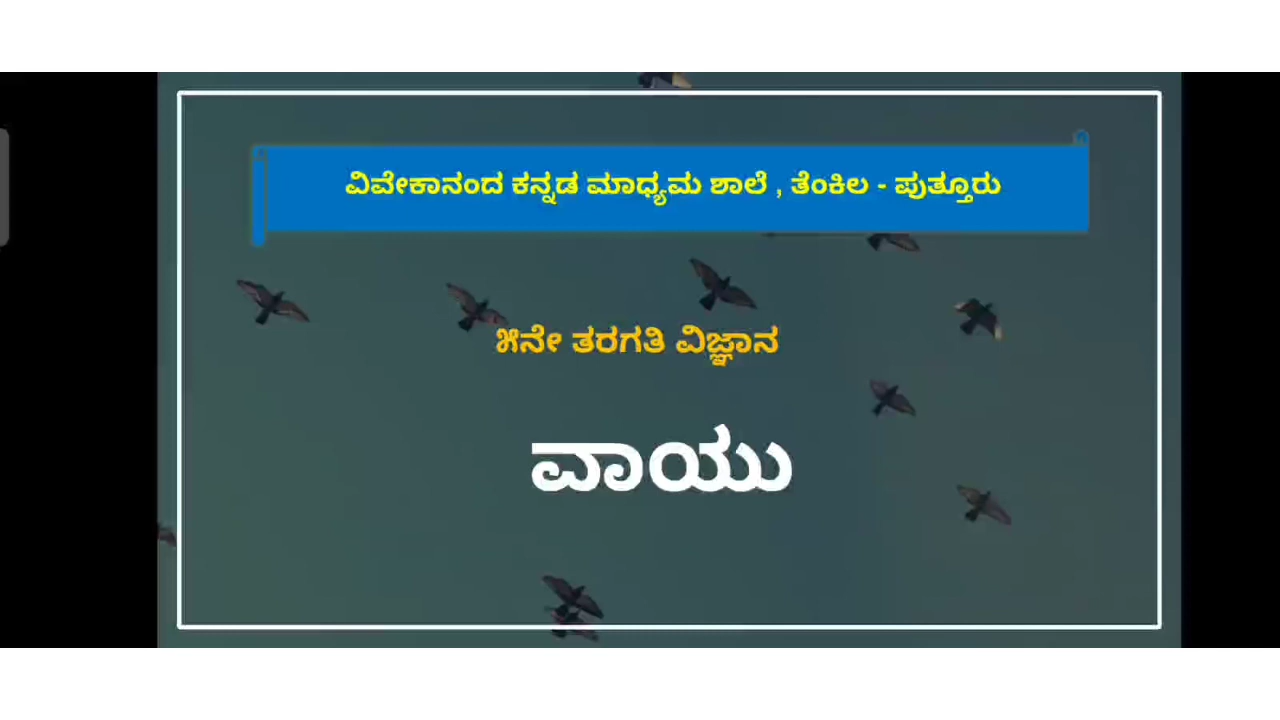 ವಿವೇಕಾನಂದ ಕನ್ನಡ ಮಾಧ್ಯಮ ಶಾಲೆ , ತೆಂಕಿಲ - ಪುತ್ತೂರು
೫ನೇ ತರಗತಿ ವಿಜ್ಞಾನ
ವಾಯು